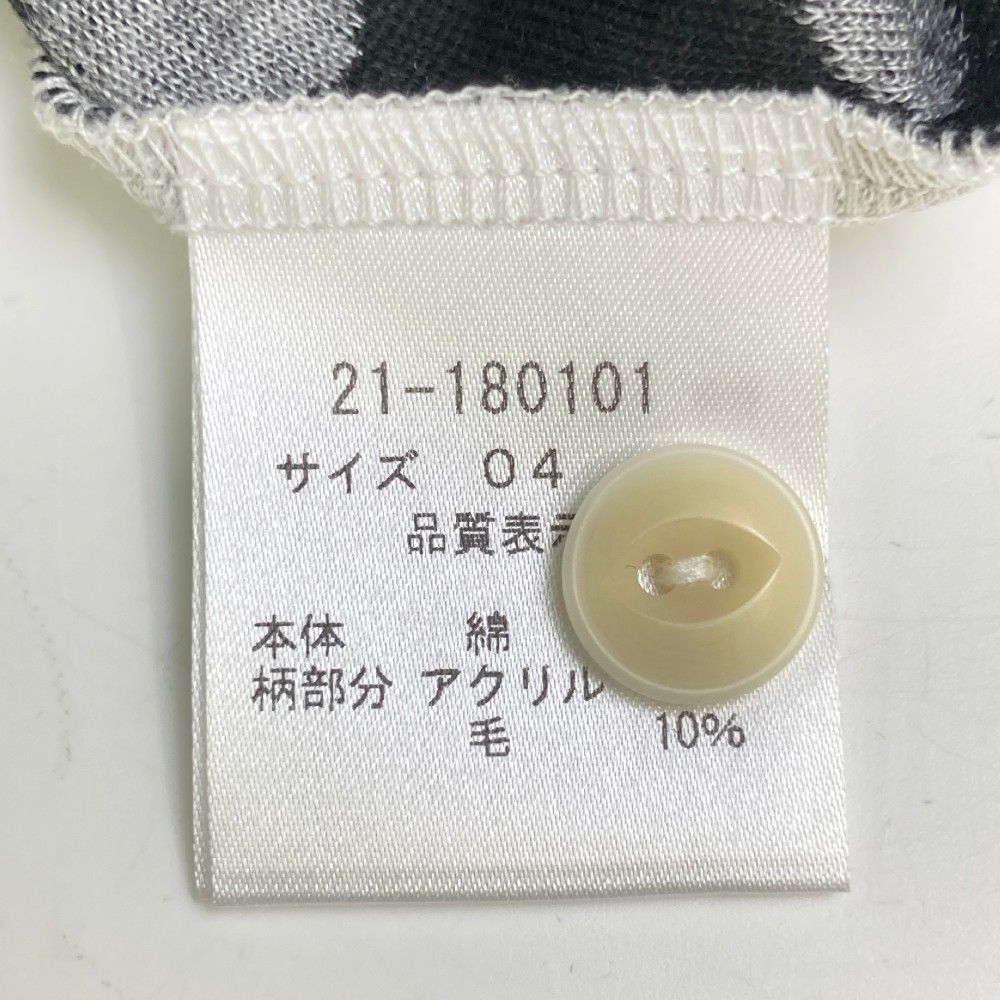 21-180101
サイズ 04
品質表示
本体 綿
柄部分 アクリル
毛 10%